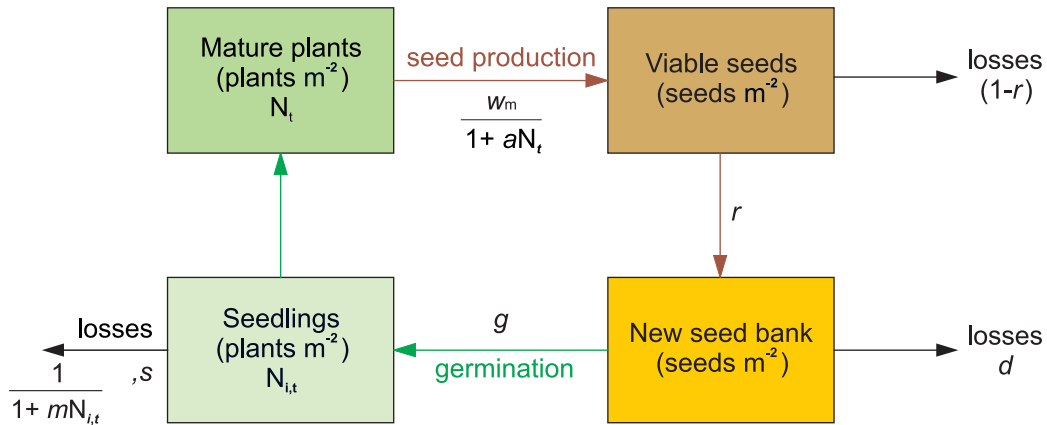 Mature plants
(plants m⁻²)
Nₜ
seed production
wₘ
1 + aNₜ
Viable seeds
(seeds m⁻²)
losses
(1-r)
r
losses
,s
1
1+ mNᵢ,ₜ
Seedlings
(plants m⁻²)
Nᵢ,ₜ
g
germination
New seed bank
(seeds m⁻²)
losses
d